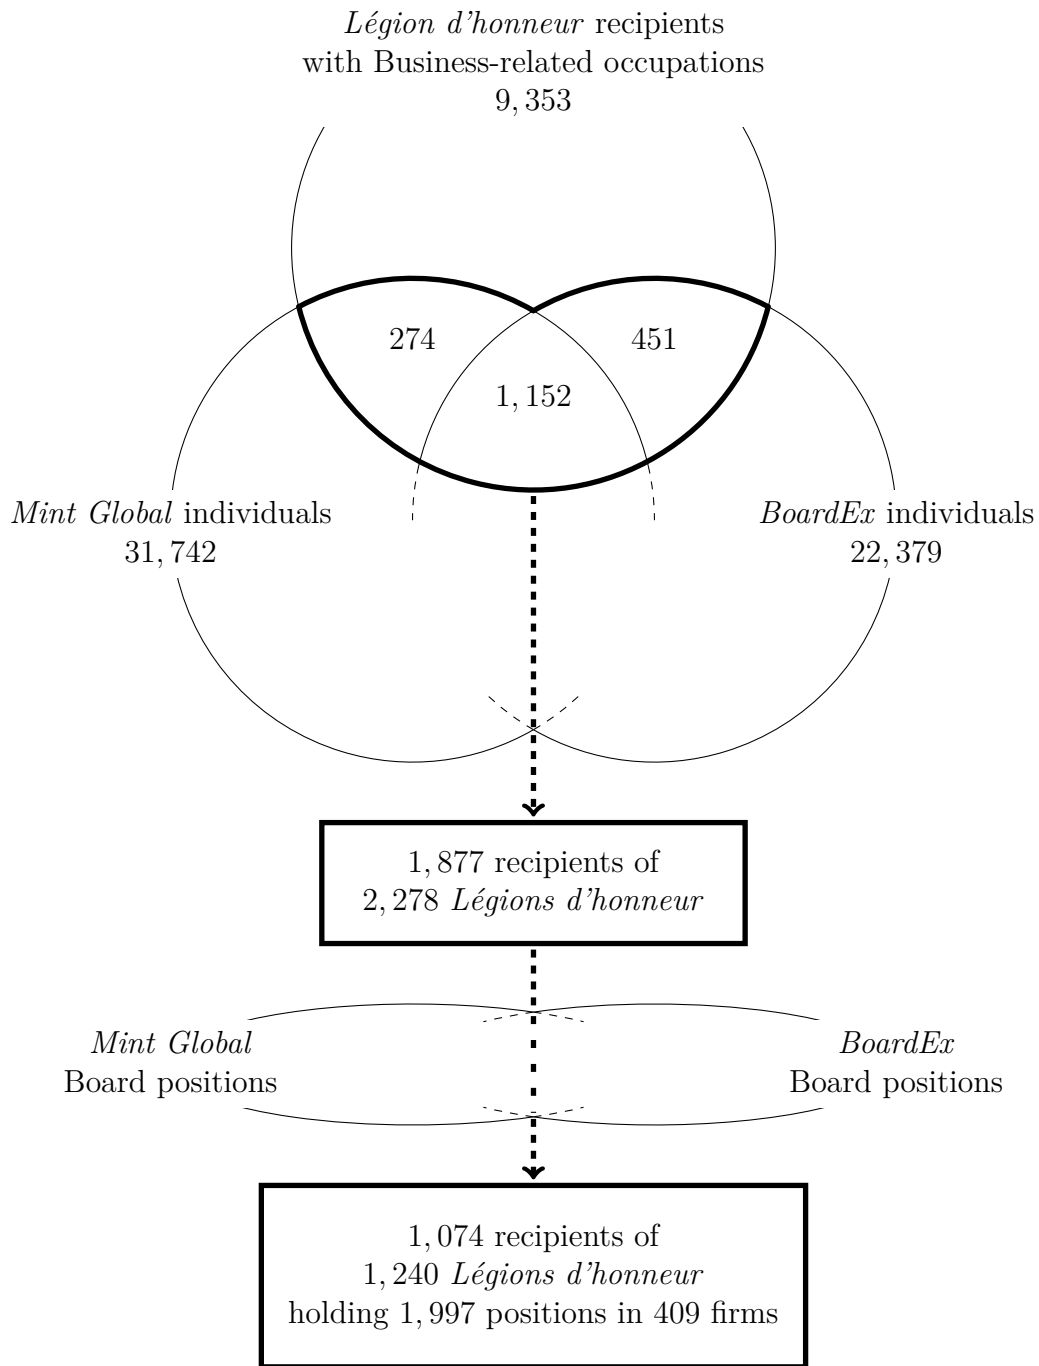 Légion d'honneur recipients
with Business-related occupations
9,353
274
451
1,152
Mint Global individuals
31,742
BoardEx individuals
22,379
1,877 recipients of
2,278 Légions d'honneur
Mint Global
Board positions
BoardEx
Board positions
1,074 recipients of
1,240 Légions d'honneur
holding 1,997 positions in 409 firms